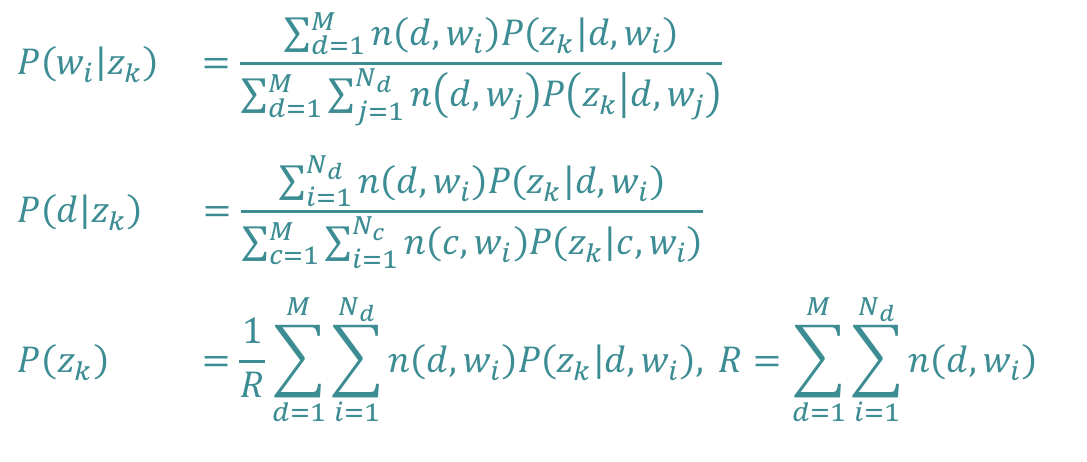 P(w_i|z_k) = \frac{\sum_{d=1}^{M} n(d, w_i)P(z_k|d, w_i)}{\sum_{d=1}^{M} \sum_{j=1}^{N_d} n(d, w_j)P(z_k|d, w_j)}
P(d|z_k) = \frac{\sum_{i=1}^{N_d} n(d, w_i)P(z_k|d, w_i)}{\sum_{c=1}^{M} \sum_{i=1}^{N_c} n(c, w_i)P(z_k|c, w_i)}
P(z_k) = \frac{1}{R} \sum_{d=1}^{M} \sum_{i=1}^{N_d} n(d, w_i)P(z_k|d, w_i), R = \sum_{d=1}^{M} \sum_{i=1}^{N_d} n(d, w_i)